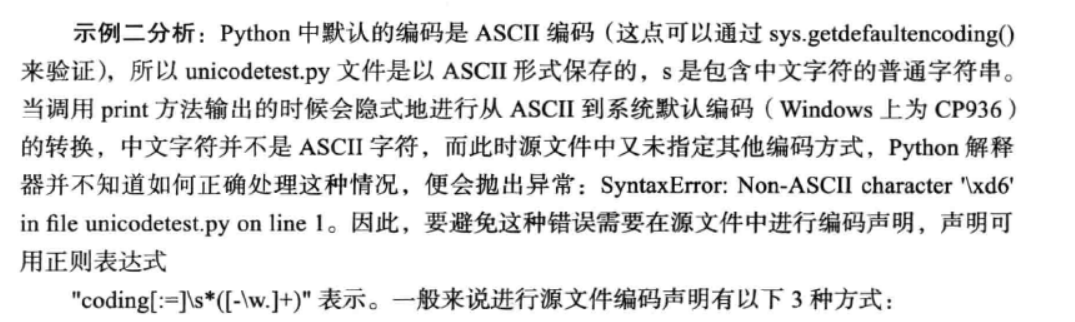 示例二分析：Python 中默认的编码是 ASCII 编码（这点可以通过 sys.getdefaultencoding()
来验证），所以 unicodetest.py 文件是以 ASCII 形式保存的，s 是包含中文字符的普通字符串。
当调用 print 方法输出的时候会隐式地进行从 ASCII 到系统默认编码（Windows 上为 CP936）
的转换，中文字符并不是 ASCII 字符，而此时源文件中又未指定其他编码方式，Python 解释
器并不知道如何正确处理这种情况，便会抛出异常：SyntaxError: Non-ASCII character '\xd6'
in file unicodetest.py on line 1。因此，要避免这种错误需要在源文件中进行编码声明，声明可
用正则表达式
"coding[:=]\s*([-\w.]+)" 表示。一般来说进行源文件编码声明有以下 3 种方式：